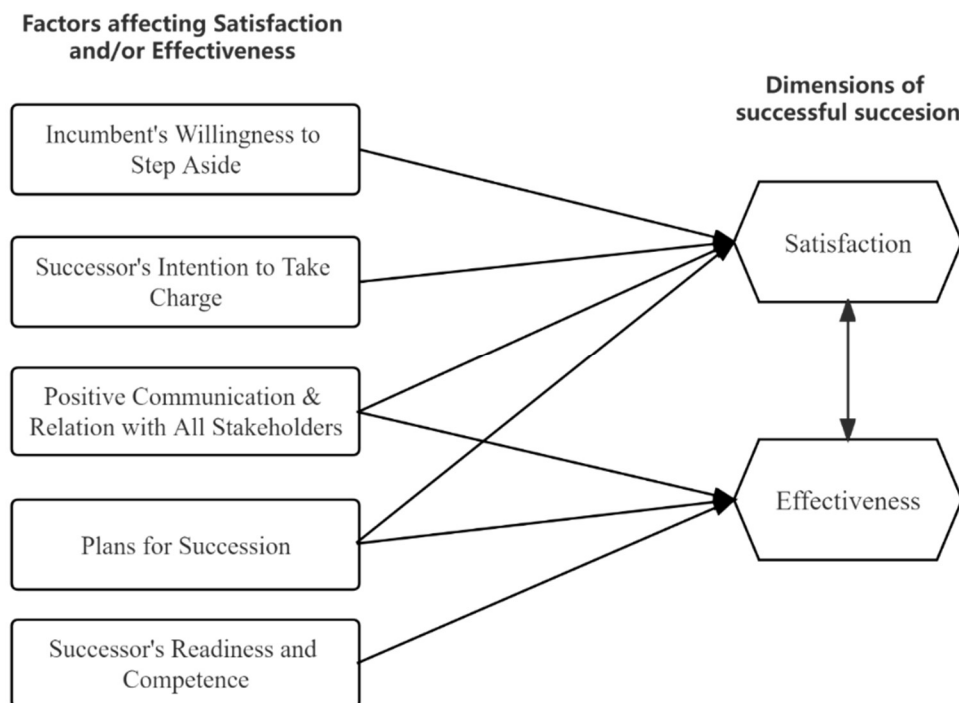 Factors affecting Satisfaction
and/or Effectiveness
Dimensions of
successful succesion
Incumbent's Willingness to
Step Aside
Successor's Intention to Take
Charge
Positive Communication &
Relation with All Stakeholders
Plans for Succession
Successor's Readiness and
Competence
Satisfaction
Effectiveness